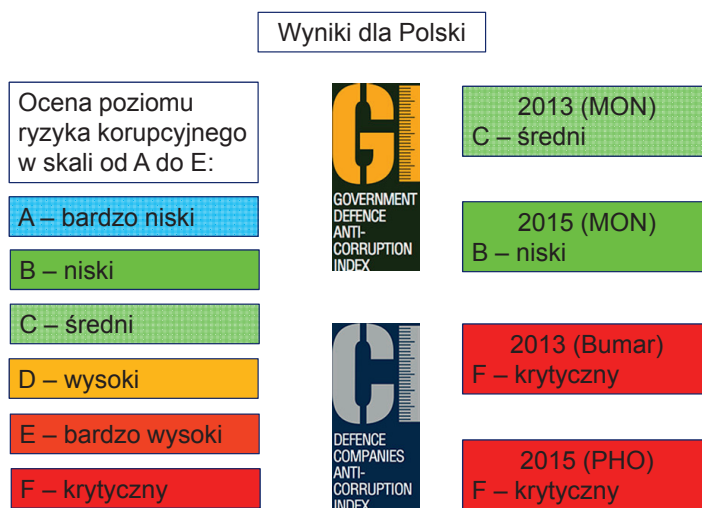 Wyniki dla Polski
Ocena poziomu
ryzyka korupcyjnego
w skali od A do E:
A – bardzo niski
B – niski
C – średni
D – wysoki
E – bardzo wysoki
F – krytyczny
GI
GOVERNMENT
DEFENCE
ANTI-
CORRUPTION
INDEX
CI
DEFENCE
COMPANIES
ANTI-
CORRUPTION
INDEX
2013 (MON)
C – średni
2015 (MON)
B – niski
2013 (Bumar)
F – krytyczny
2015 (PHO)
F – krytyczny